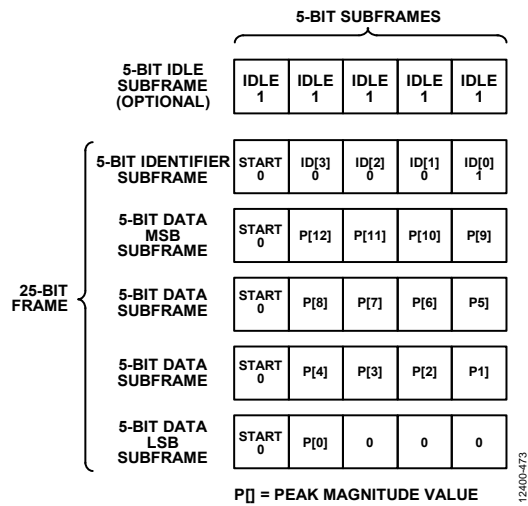 5-BIT SUBFRAMES
5-BIT IDLE
SUBFRAME
(OPTIONAL)
IDLE IDLE IDLE IDLE IDLE
1 1 1 1 1
25-BIT
FRAME
5-BIT IDENTIFIER
SUBFRAME
START ID[3] ID[2] ID[1] ID[0]
0 0 0 0 1
5-BIT DATA
MSB
SUBFRAME
START P[12] P[11] P[10] P[9]
0
5-BIT DATA
SUBFRAME
START P[8] P[7] P[6] P5]
0
5-BIT DATA
SUBFRAME
START P[4] P[3] P[2] P1]
0
5-BIT DATA
LSB
SUBFRAME
START P[0] 0 0 0
0
P[] = PEAK MAGNITUDE VALUE
12400-473